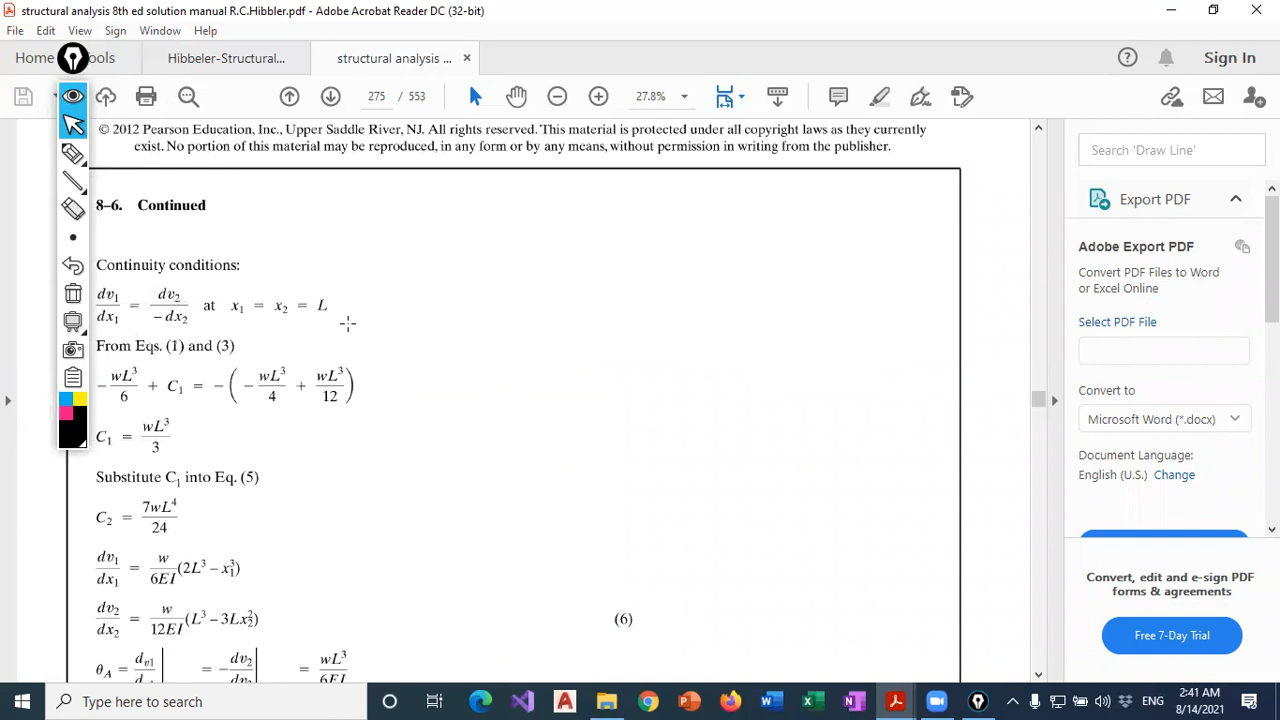 structural analysis 8th ed solution manual R.C.Hibbler.pdf - Adobe Acrobat Reader DC (32-bit)
File Edit View Sign Window Help
Home ools Hibbeler-Structural... structural analysis ... × Sign In
275 / 553 27.8%
© 2012 Pearson Education, Inc., Upper Saddle River, NJ. All rights reserved. This material is protected under all copyright laws as they currently
exist. No portion of this material may be reproduced, in any form or by any means, without permission in writing from the publisher.
8–6. Continued
Continuity conditions:
dv₁/dx₁ = dv₂/–dx₂ at x₁ = x₂ = L
From Eqs. (1) and (3)
-wL³/6 + C₁ = -(-wL³/4 + wL³/12)
C₁ = wL³/3
Substitute C₁ into Eq. (5)
C₂ = 7wL⁴/24
dv₁/dx₁ = w/6EI (2L³ – x₁³)
dv₂/dx₂ = w/12EI (L³ – 3Lx₂²) (6)
θ_A = d_v1/d | = -dv₂/dv₂ | = wL³/6EI
Search 'Draw Line'
Export PDF
Adobe Export PDF
Convert PDF Files to Word
or Excel Online
Select PDF File
Convert to
Microsoft Word (*.docx)
Document Language:
English (U.S.) Change
Convert, edit and e-sign PDF
forms & agreements
Free 7-Day Trial
Type here to search
ENG
2:41 AM
8/14/2021